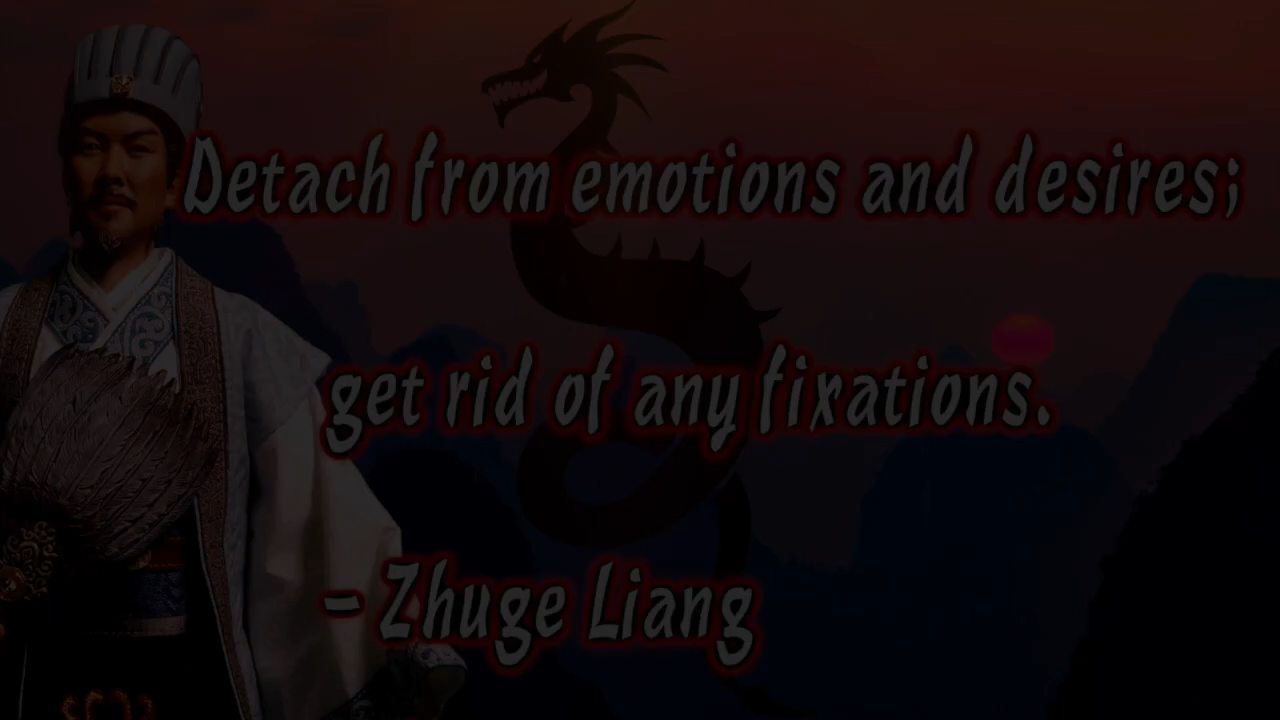 Detach from emotions and desires;
get rid of any fixations.
- Zhuge Liang